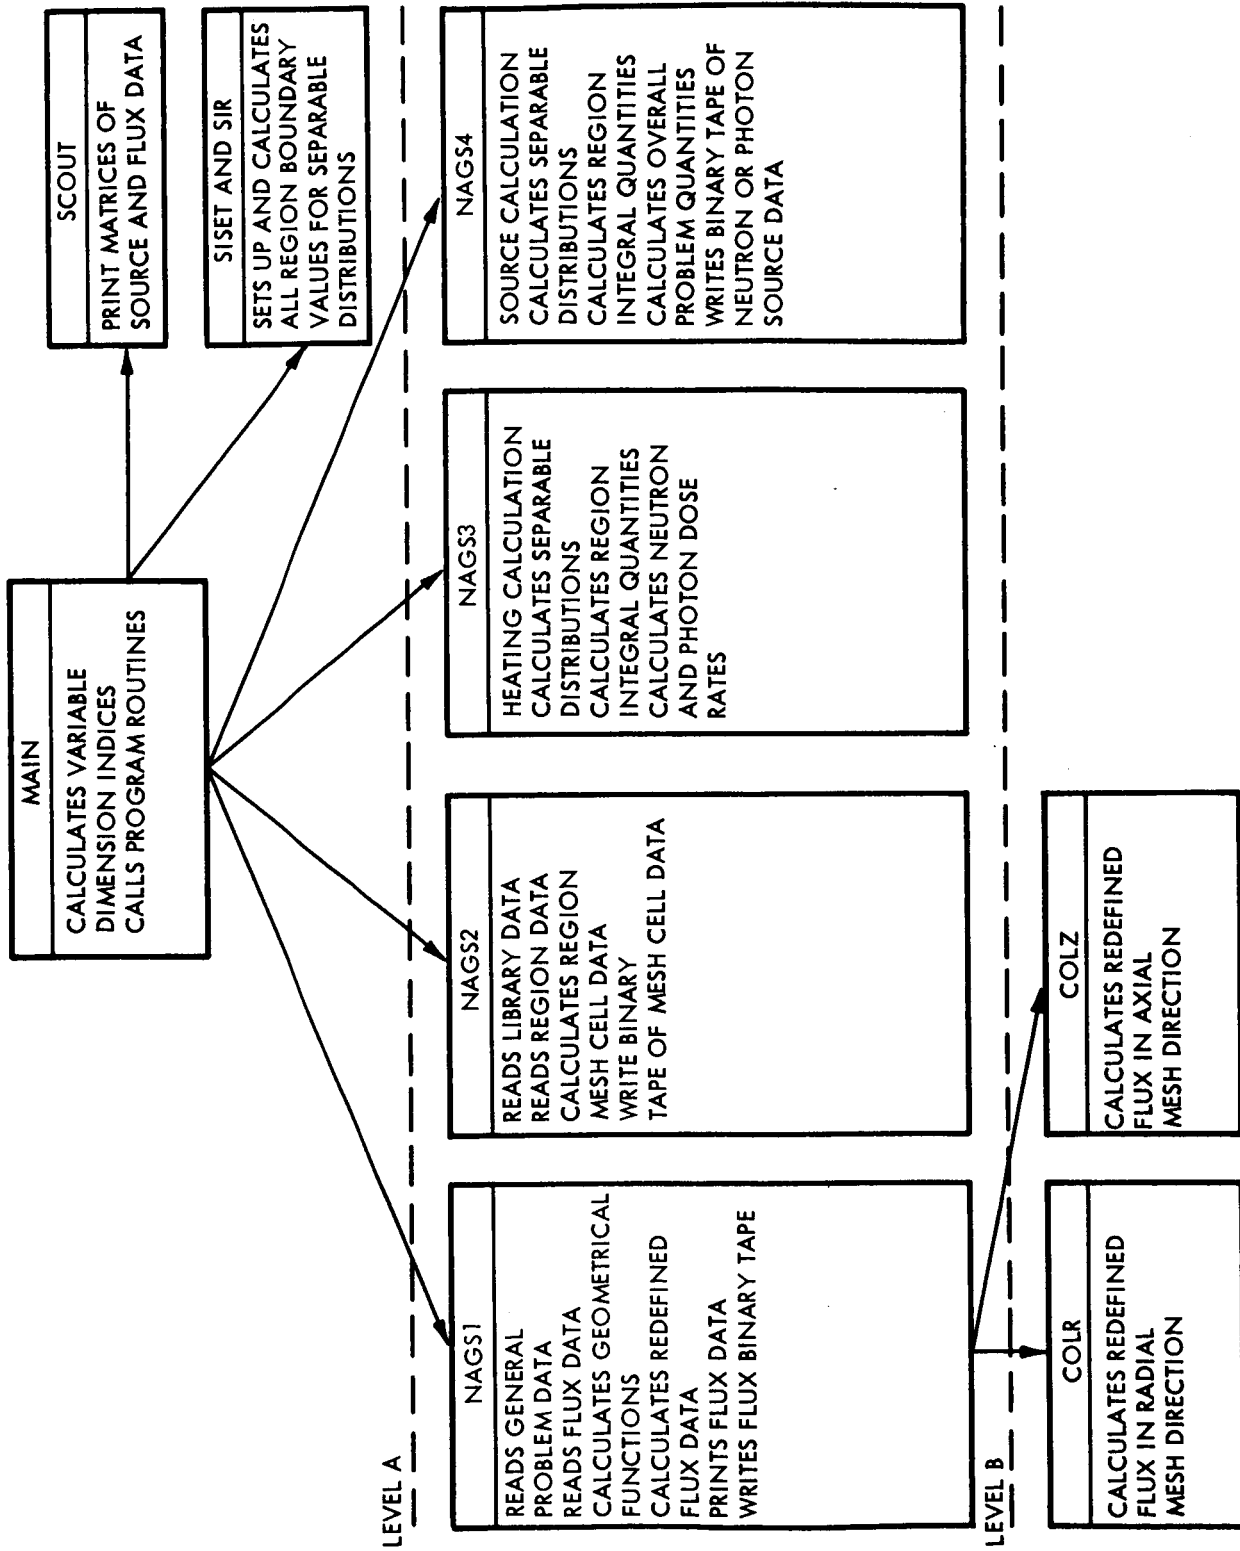 MAIN
CALCULATES VARIABLE
DIMENSION INDICES
CALLS PROGRAM ROUTINES
SCOUT
PRINT MATRICES OF
SOURCE AND FLUX DATA
SISET AND SIR
SETS UP AND CALCULATES
ALL REGION BOUNDARY
VALUES FOR SEPARABLE
DISTRIBUTIONS
LEVEL A
NAGS1
READS GENERAL
PROBLEM DATA
READS FLUX DATA
CALCULATES GEOMETRICAL
FUNCTIONS
CALCULATES REDEFINED
FLUX DATA
PRINTS FLUX DATA
WRITES FLUX BINARY TAPE
NAGS2
READS LIBRARY DATA
READS REGION DATA
CALCULATES REGION
MESH CELL DATA
WRITE BINARY
TAPE OF MESH CELL DATA
NAGS3
HEATING CALCULATION
CALCULATES SEPARABLE
DISTRIBUTIONS
CALCULATES REGION
INTEGRAL QUANTITIES
CALCULATES NEUTRON
AND PHOTON DOSE
RATES
NAGS4
SOURCE CALCULATION
CALCULATES SEPARABLE
DISTRIBUTIONS
CALCULATES REGION
INTEGRAL QUANTITIES
CALCULATES OVERALL
PROBLEM QUANTITIES
WRITES BINARY TAPE OF
NEUTRON OR PHOTON
SOURCE DATA
LEVEL B
COLR
CALCULATES REDEFINED
FLUX IN RADIAL
MESH DIRECTION
COLZ
CALCULATES REDEFINED
FLUX IN AXIAL
MESH DIRECTION